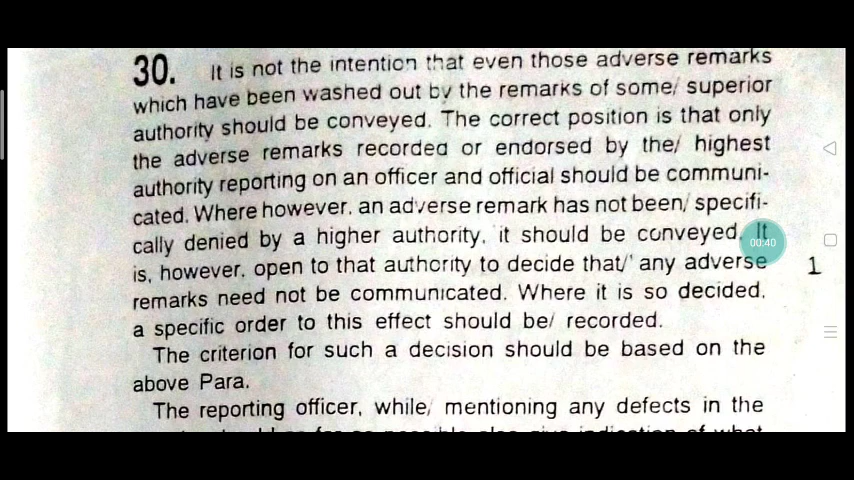 30. It is not the intention that even those adverse remarks
which have been washed out by the remarks of some/ superior
authority should be conveyed. The correct position is that only
the adverse remarks recorded or endorsed by the/ highest
authority reporting on an officer and official should be communi-
cated. Where however, an adverse remark has not been/ specifi-
cally denied by a higher authority, it should be conveyed. It
is, however, open to that authority to decide that/' any adverse
remarks need not be communicated. Where it is so decided,
a specific order to this effect should be/ recorded.
The criterion for such a decision should be based on the
above Para.
The reporting officer, while/ mentioning any defects in the
00:40
1